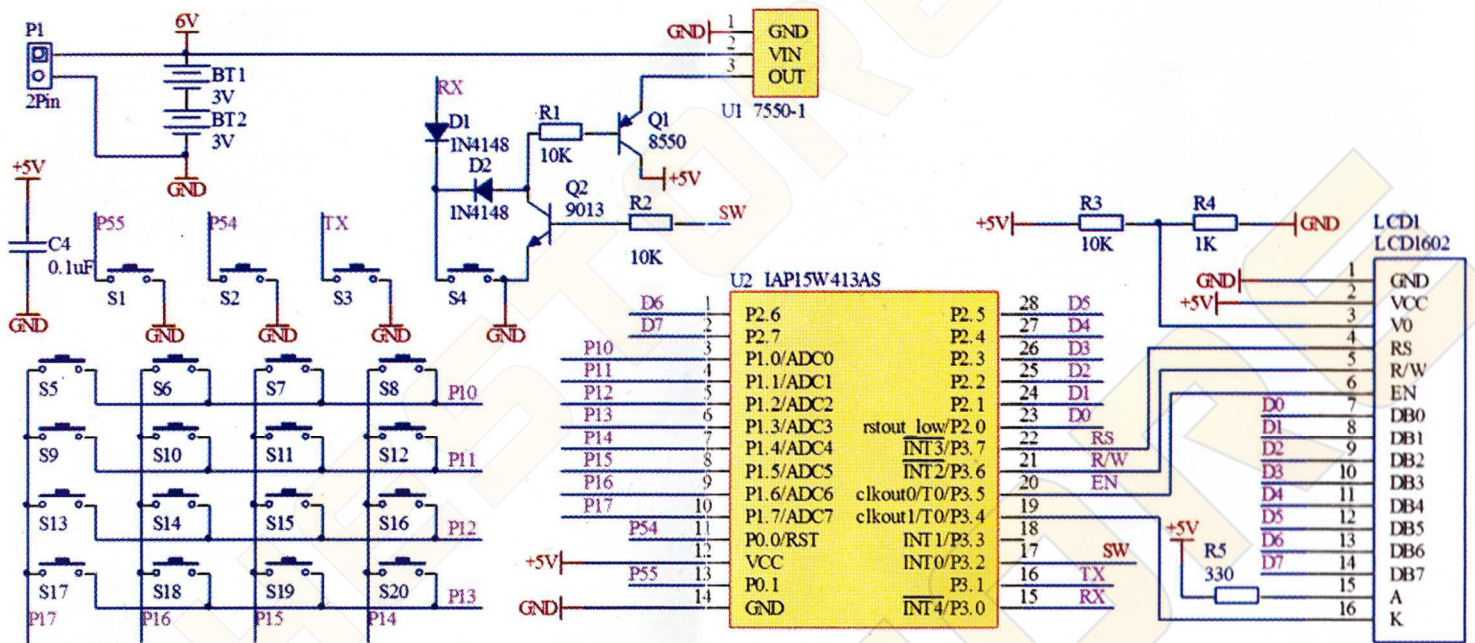 P1
2Pin
6V
BT1
3V
BT2
3V
GND
+5V
C4
0.1uF
GND
GND 1 GND
2 VIN
3 OUT
U1 7550-1
RX
D1
1N4148
D2
1N4148
R1
10K
Q1
8550
+5V
Q2
9013
R2
10K
SW
P55
S1
GND
P54
S2
GND
TX
S3
GND
S4
GND
+5V
R3
10K
R4
1K
GND
S5 S6 S7 S8 P10
S9 S10 S11 S12 P11
S13 S14 S15 S16 P12
S17 S18 S19 S20 P13
P17 P16 P15 P14
U2 IAP15W413AS
D6 1 P2.6
D7 2 P2.7
P10 3 P1.0/ADC0
P11 4 P1.1/ADC1
P12 5 P1.2/ADC2
P13 6 P1.3/ADC3
P14 7 P1.4/ADC4
P15 8 P1.5/ADC5
P16 9 P1.6/ADC6
P17 10 P1.7/ADC7
P54 11 P0.0/RST
+5V 12 VCC
P55 13 P0.1
GND 14 GND
P2.5 28 D5
P2.4 27 D4
P2.3 26 D3
P2.2 25 D2
P2.1 24 D1
rstout_low/P2.0 23 D0
INT3/P3.7 22 RS
INT2/P3.6 21 R/W
clkout0/T0/P3.5 20 EN
clkout1/T0/P3.4 19
INT1/P3.3 18
INT0/P3.2 17 SW
P3.1 16 TX
INT4/P3.0 15 RX
LCD1
LCD1602
GND 1 GND
+5V 2 VCC
3 V0
4 RS
5 R/W
6 EN
D0 7 DB0
D1 8 DB1
D2 9 DB2
D3 10 DB3
D4 11 DB4
D5 12 DB5
D6 13 DB6
D7 14 DB7
15 A
16 K
+5V
R5
330